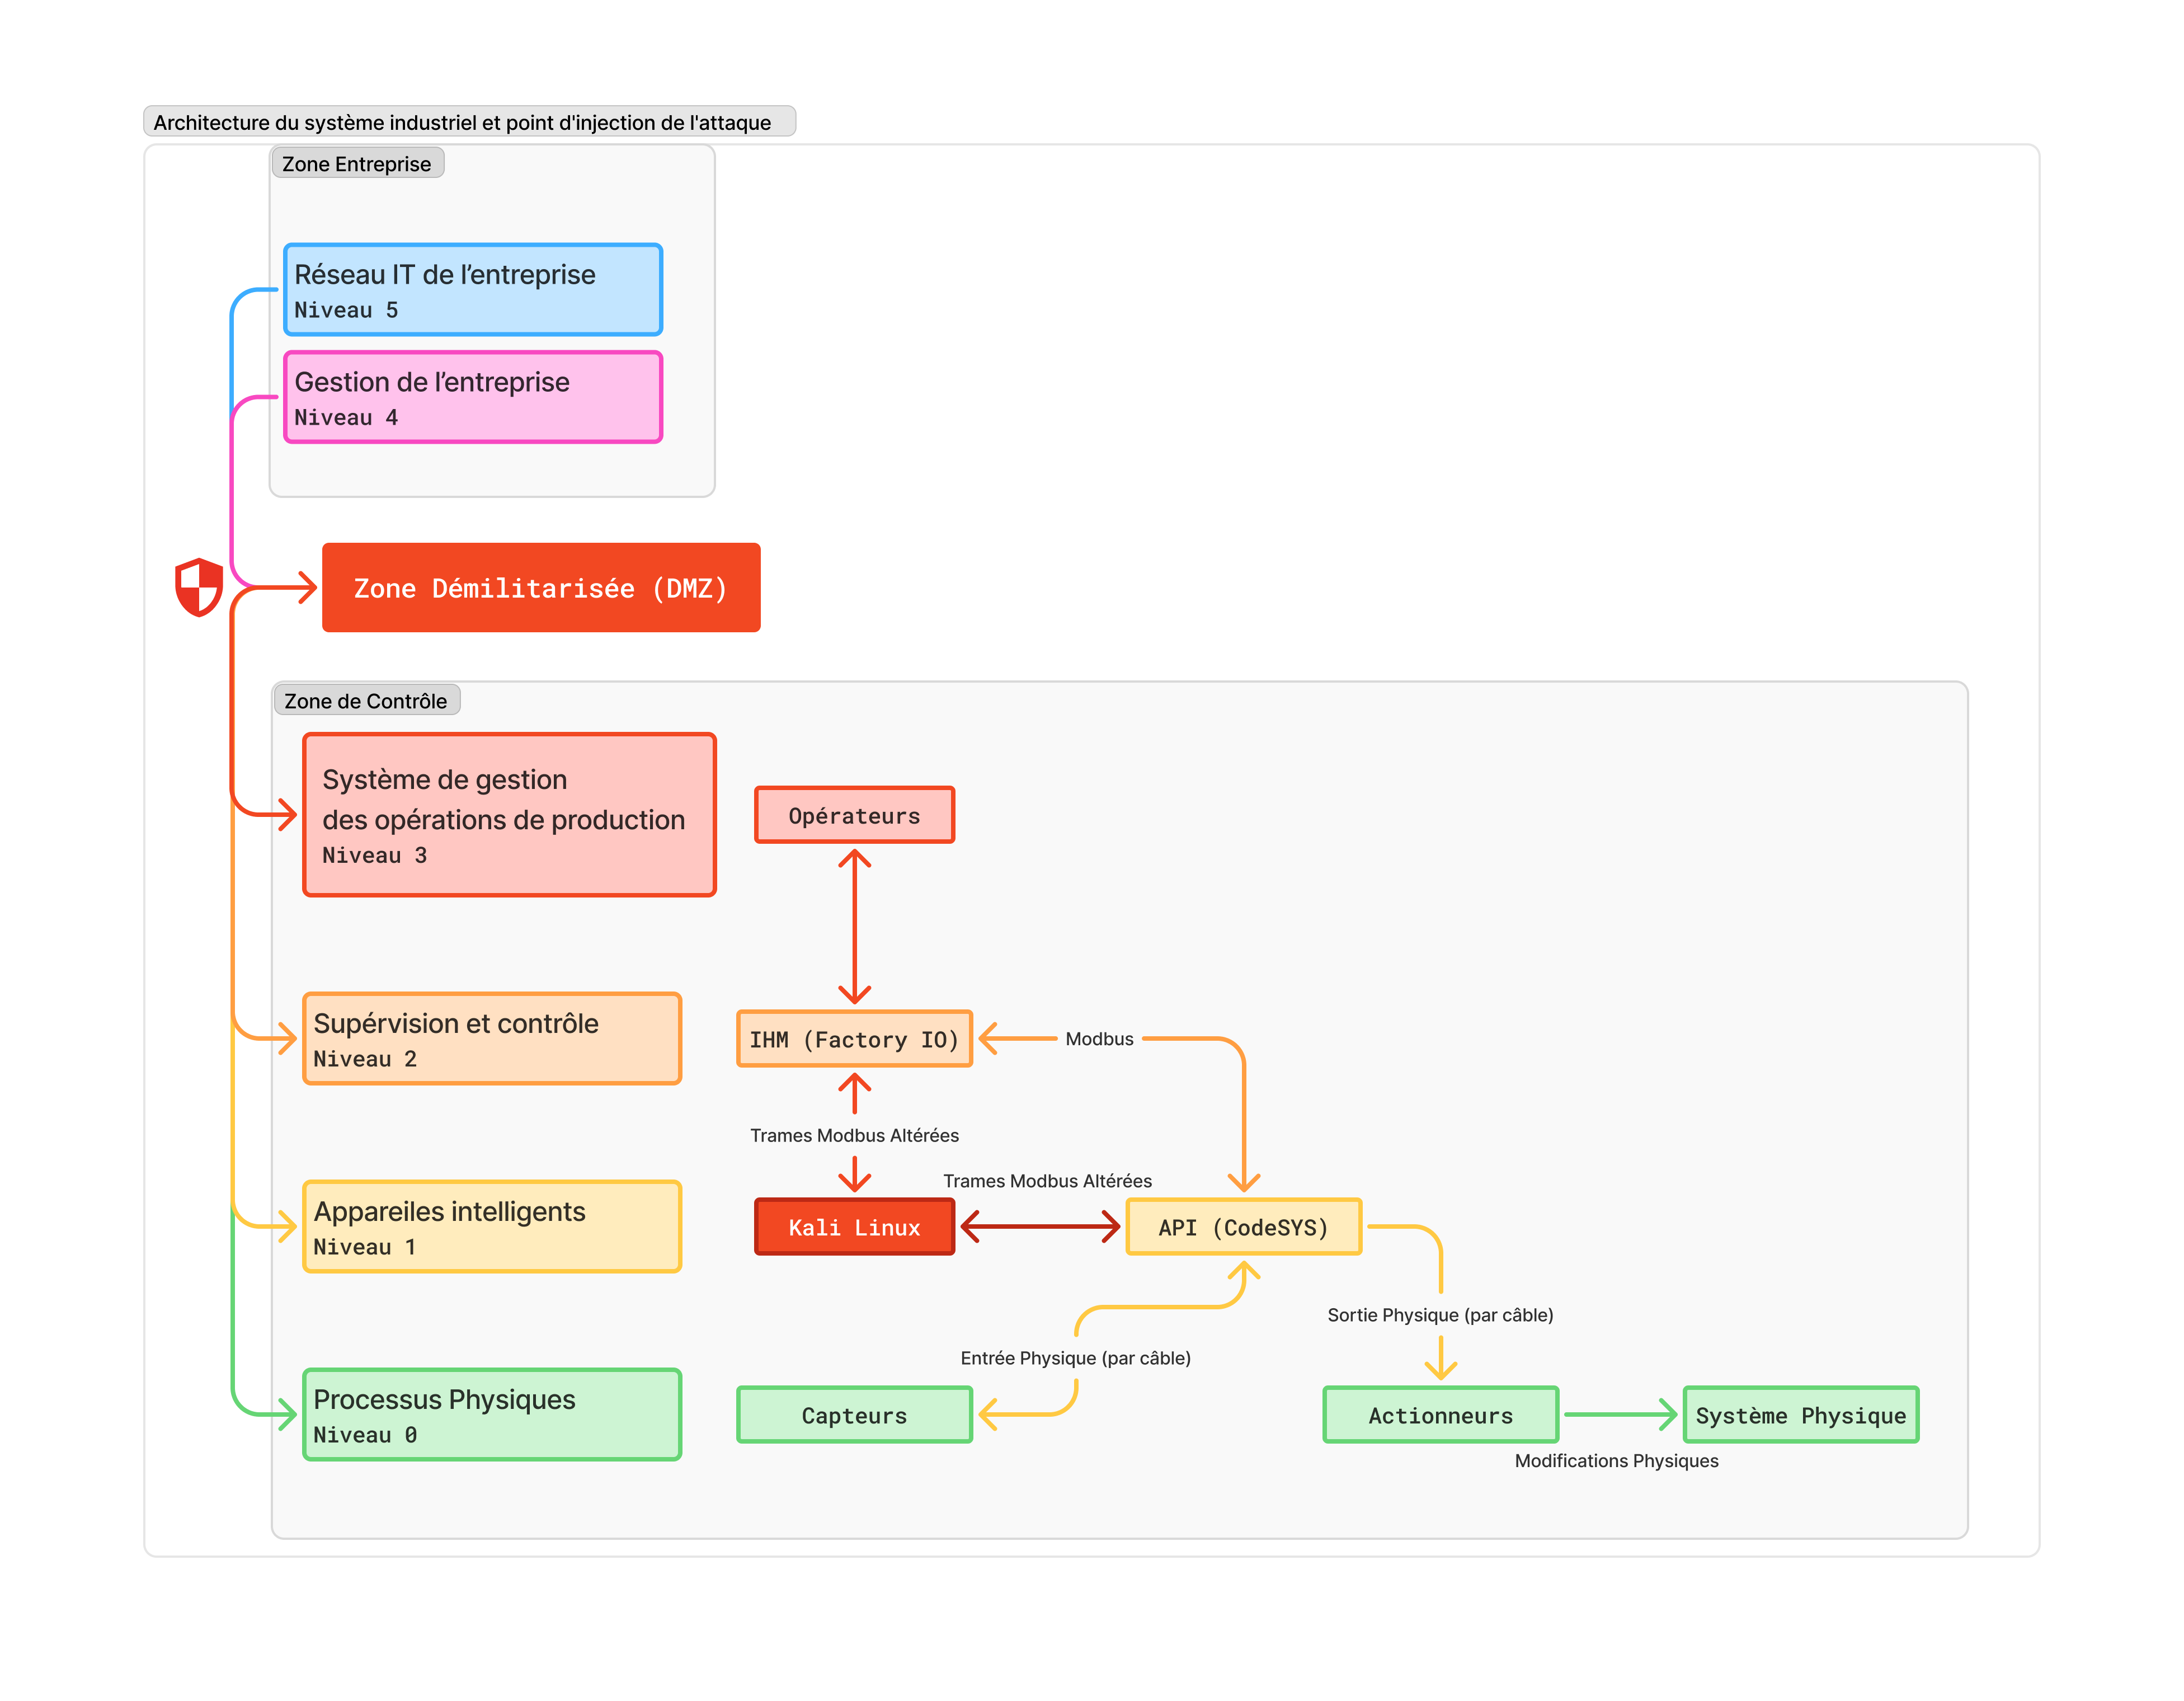 Architecture du système industriel et point d'injection de l'attaque
Zone Entreprise
Réseau IT de l’entreprise
Niveau 5
Gestion de l’entreprise
Niveau 4
Zone Démilitarisée (DMZ)
Zone de Contrôle
Système de gestion
des opérations de production
Niveau 3
Opérateurs
Supérvision et contrôle
Niveau 2
IHM (Factory IO)
Modbus
Trames Modbus Altérées
Trames Modbus Altérées
Appareiles intelligents
Niveau 1
Kali Linux
API (CodeSYS)
Sortie Physique (par câble)
Entrée Physique (par câble)
Processus Physiques
Niveau 0
Capteurs
Actionneurs
Système Physique
Modifications Physiques